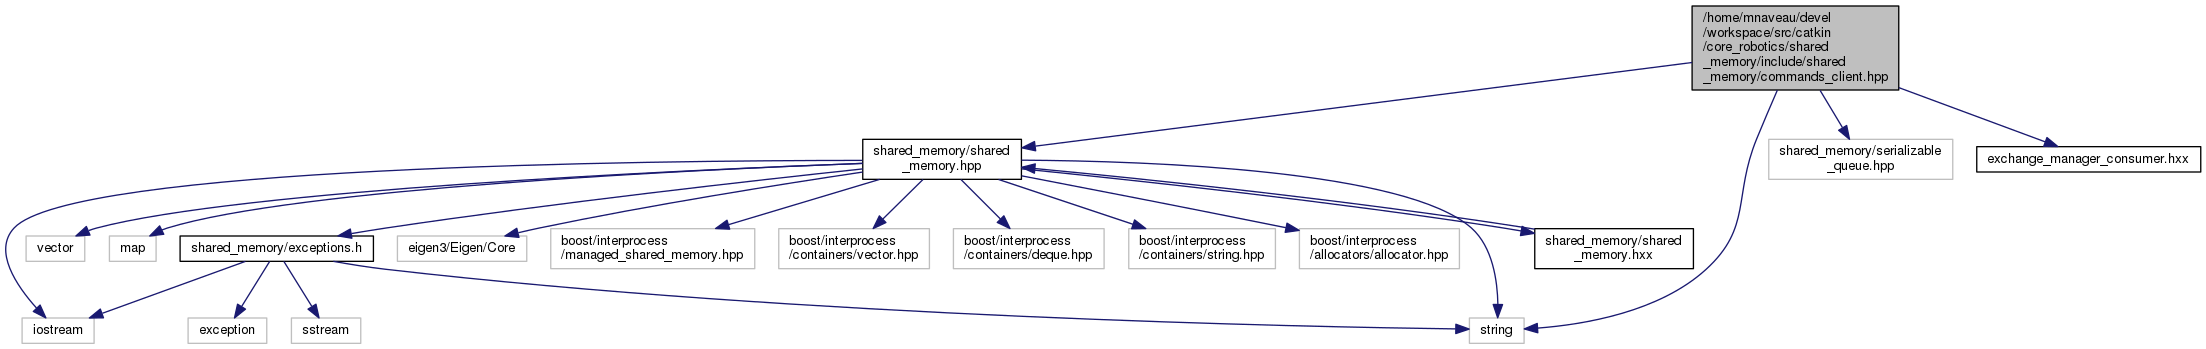 /home/mnaveau/devel
/workspace/src/catkin
/core_robotics/shared
_memory/include/shared
_memory/commands_client.hpp
shared_memory/shared
_memory.hpp
shared_memory/serializable
_queue.hpp
exchange_manager_consumer.hxx
vector
map
shared_memory/exceptions.h
eigen3/Eigen/Core
boost/interprocess
/managed_shared_memory.hpp
boost/interprocess
/containers/vector.hpp
boost/interprocess
/containers/deque.hpp
boost/interprocess
/containers/string.hpp
boost/interprocess
/allocators/allocator.hpp
shared_memory/shared
_memory.hxx
iostream
exception
sstream
string